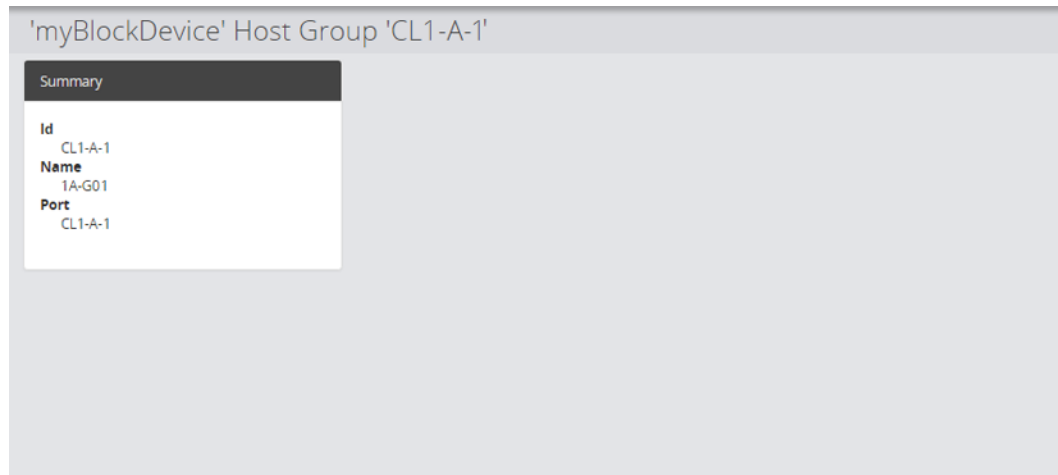 'myBlockDevice' Host Group 'CL1-A-1'
Summary
Id
CL1-A-1
Name
1A-G01
Port
CL1-A-1